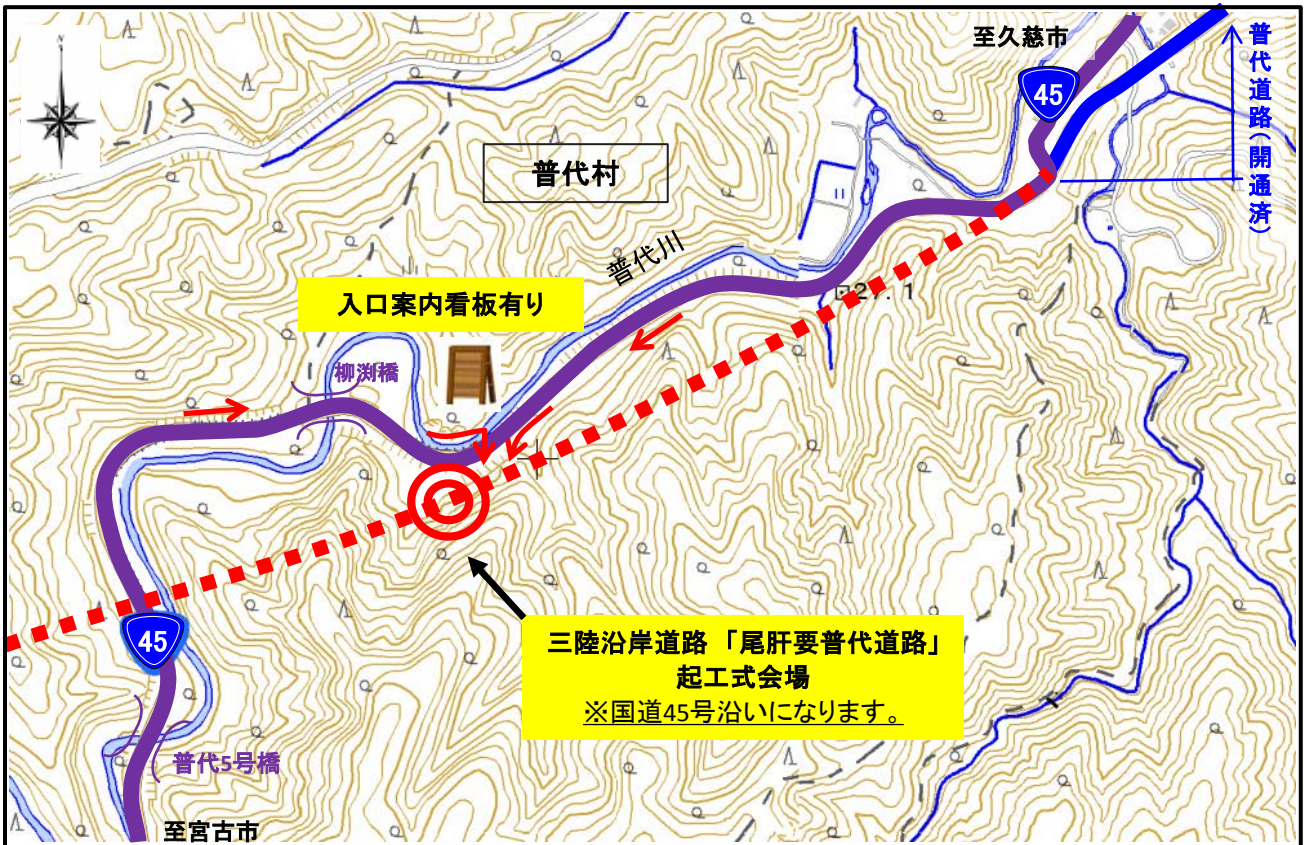 N
至久慈市
45
普代道路(開通済)
普代村
普代川
27.1
入口案内看板有り
柳渕橋
45
三陸沿岸道路 「尾肝要普代道路」
起工式会場
※国道45号沿いになります。
普代5号橋
至宮古市